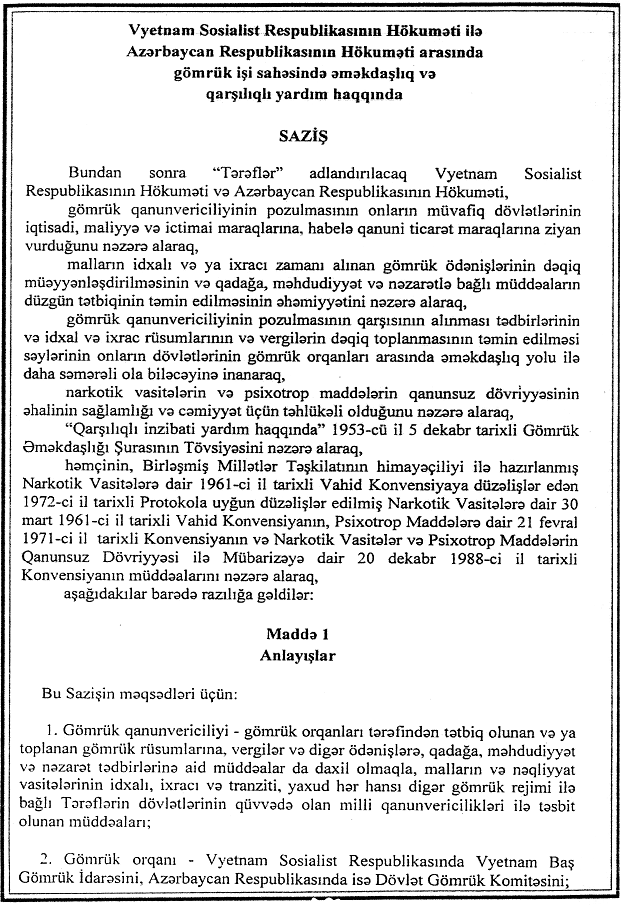 Vyetnam Sosialist Respublikasının Hökuməti ilə
Azərbaycan Respublikasının Hökuməti arasında
gömrük işi sahəsində əməkdaşlıq və
qarşılıqlı yardım haqqında
SAZİŞ
Bundan sonra “Tərəflər” adlandırılacaq Vyetnam Sosialist
Respublikasının Hökuməti və Azərbaycan Respublikasının Hökuməti,
gömrük qanunvericiliyinin pozulmasının onların müvafiq dövlətlərinin
iqtisadi, maliyyə və ictimai maraqlarına, habelə qanuni ticarət maraqlarına ziyan
vurduğunu nəzərə alaraq,
malların idxalı və ya ixracı zamanı alınan gömrük ödənişlərinin dəqiq
müəyyənləşdirilməsinin və qadağa, məhdudiyyət və nəzarətlə bağlı müddəaların
düzgün tətbiqinin təmin edilməsinin əhəmiyyətini nəzərə alaraq,
gömrük qanunvericiliyinin pozulmasının qarşısının alınması tədbirlərinin
və idxal və ixrac rüsumlarının və vergilərin dəqiq toplanmasının təmin edilməsi
səylərinin onların dövlətlərinin gömrük orqanları arasında əməkdaşlıq yolu ilə
daha səmərəli ola biləcəyinə inanaraq,
narkotik vasitələrin və psixotrop maddələrin qanunsuz dövriyyəsinin
əhalinin sağlamlığı və cəmiyyət üçün təhlükəli olduğunu nəzərə alaraq,
“Qarşılıqlı inzibati yardım haqqında” 1953-cü il 5 dekabr tarixli Gömrük
Əməkdaşlığı Şurasının Tövsiyəsini nəzərə alaraq,
həmçinin, Birləşmiş Millətlər Təşkilatının himayəçiliyi ilə hazırlanmış
Narkotik Vasitələrə dair 1961-ci il tarixli Vahid Konvensiyaya düzəlişlər edən
1972-ci il tarixli Protokola uyğun düzəlişlər edilmiş Narkotik Vasitələrə dair 30
mart 1961-ci il tarixli Vahid Konvensiyanın, Psixotrop Maddələrə dair 21 fevral
1971-ci il tarixli Konvensiyanın və Narkotik Vasitələr və Psixotrop Maddələrin
Qanunsuz Dövriyyəsi ilə Mübarizəyə dair 20 dekabr 1988-ci il tarixli
Konvensiyanın müddəalarını nəzərə alaraq,
aşağıdakılar barədə razılığa gəldilər:
Maddə 1
Anlayışlar
Bu Sazişin məqsədləri üçün:
1. Gömrük qanunvericiliyi - gömrük orqanları tərəfindən tətbiq olunan və ya
toplanan gömrük rüsumlarına, vergilər və digər ödənişlərə, qadağa, məhdudiyyət
və nəzarət tədbirlərinə aid müddəalar da daxil olmaqla, malların və nəqliyyat
vasitələrinin idxalı, ixracı və tranziti, yaxud hər hansı digər gömrük rejimi ilə
bağlı Tərəflərin dövlətlərinin qüvvədə olan milli qanunvericilikləri ilə təsbit
olunan müddəaları;
2. Gömrük orqanı - Vyetnam Sosialist Respublikasında Vyetnam Baş
Gömrük İdarəsini, Azərbaycan Respublikasında isə Dövlət Gömrük Komitəsini;